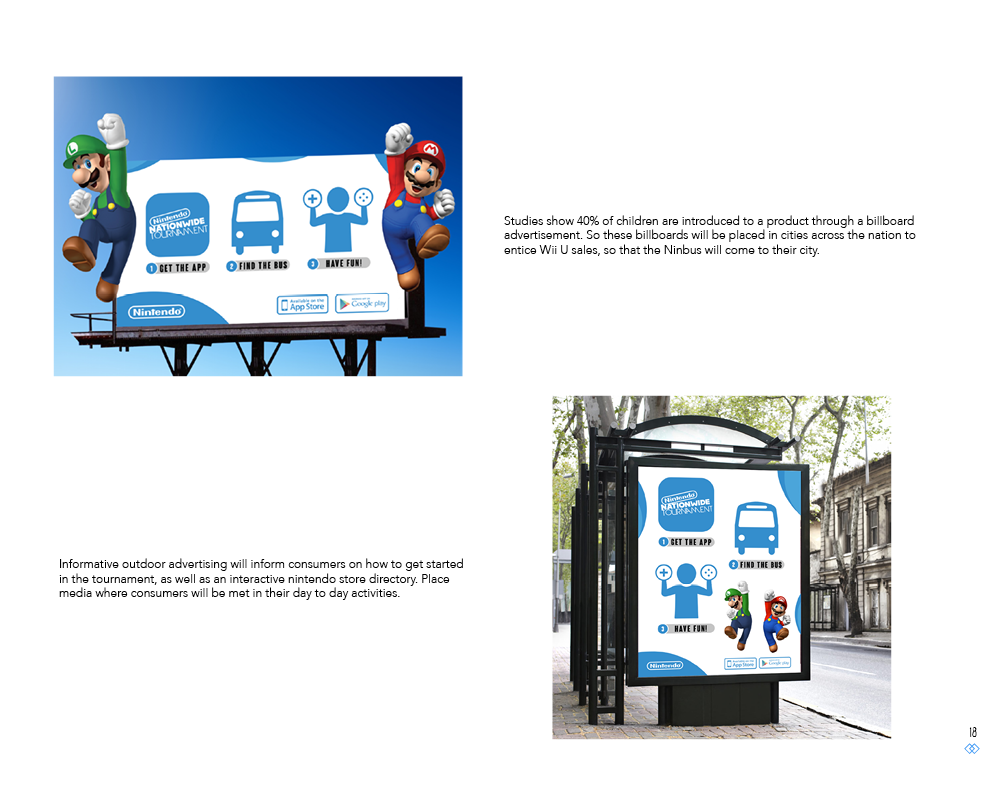 Nintendo
NATIONWIDE
TOURNAMENT
1 GET THE APP
2 FIND THE BUS
3 HAVE FUN!
Nintendo
Available on the
App Store
Google play
Studies show 40% of children are introduced to a product through a billboard
advertisement. So these billboards will be placed in cities across the nation to
entice Wii U sales, so that the Ninbus will come to their city.
Informative outdoor advertising will inform consumers on how to get started
in the tournament, as well as an interactive nintendo store directory. Place
media where consumers will be met in their day to day activities.
Nintendo
NATIONWIDE
TOURNAMENT
1 GET THE APP
2 FIND THE BUS
3 HAVE FUN!
Nintendo
Available on the
App Store
Google play
18